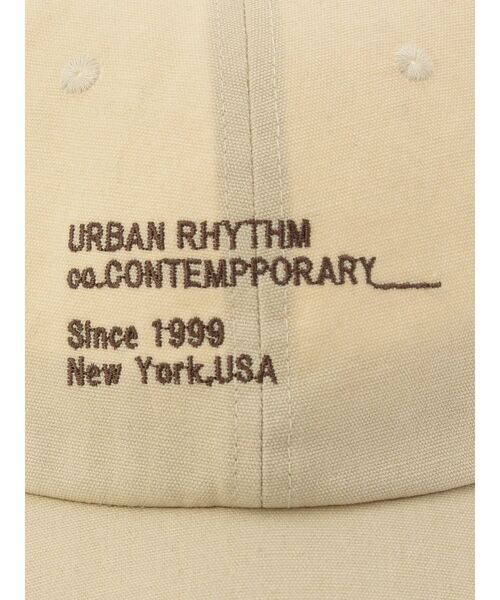 URBAN RHYTHM
co.CONTEMPPORARY___
Since 1999
New York,USA